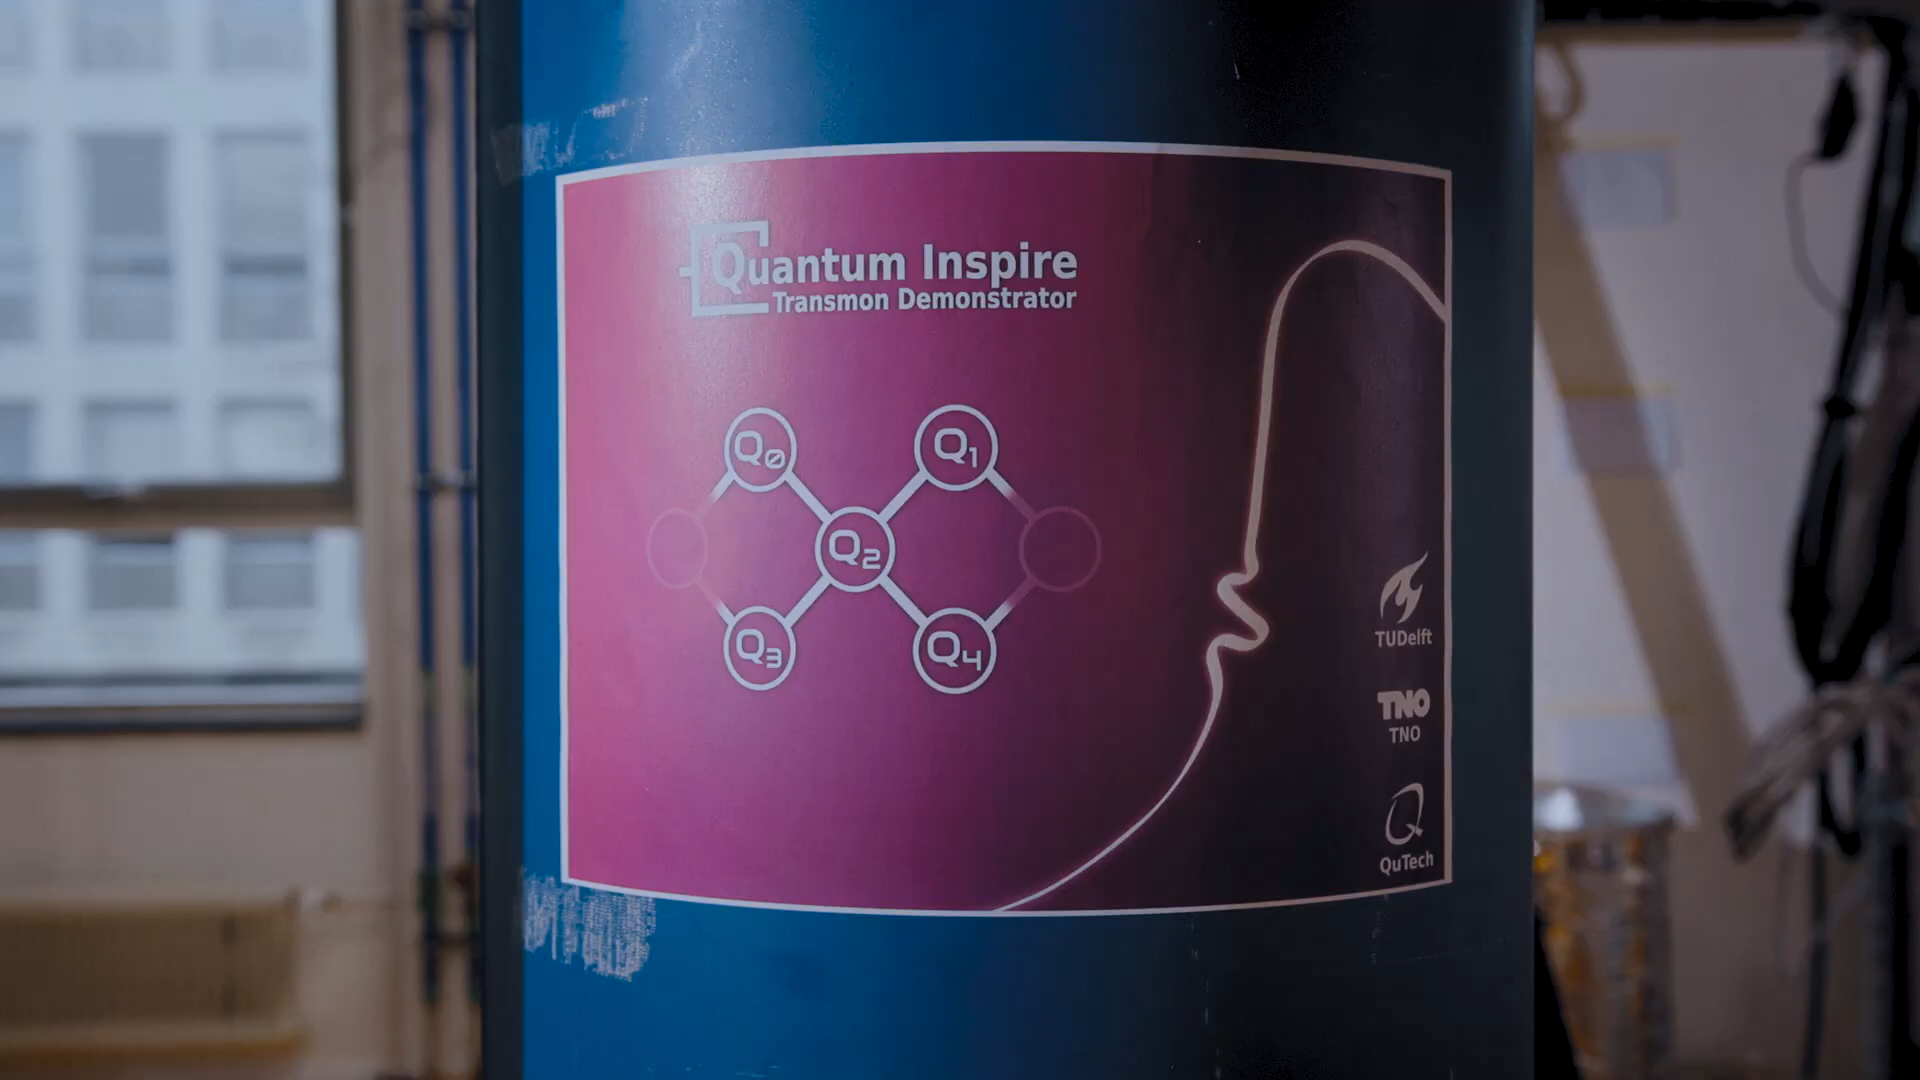 Quantum Inspire
Transmon Demonstrator
Q0
Q1
Q2
Q3
Q4
TUDelft
TNO
TNO
QuTech